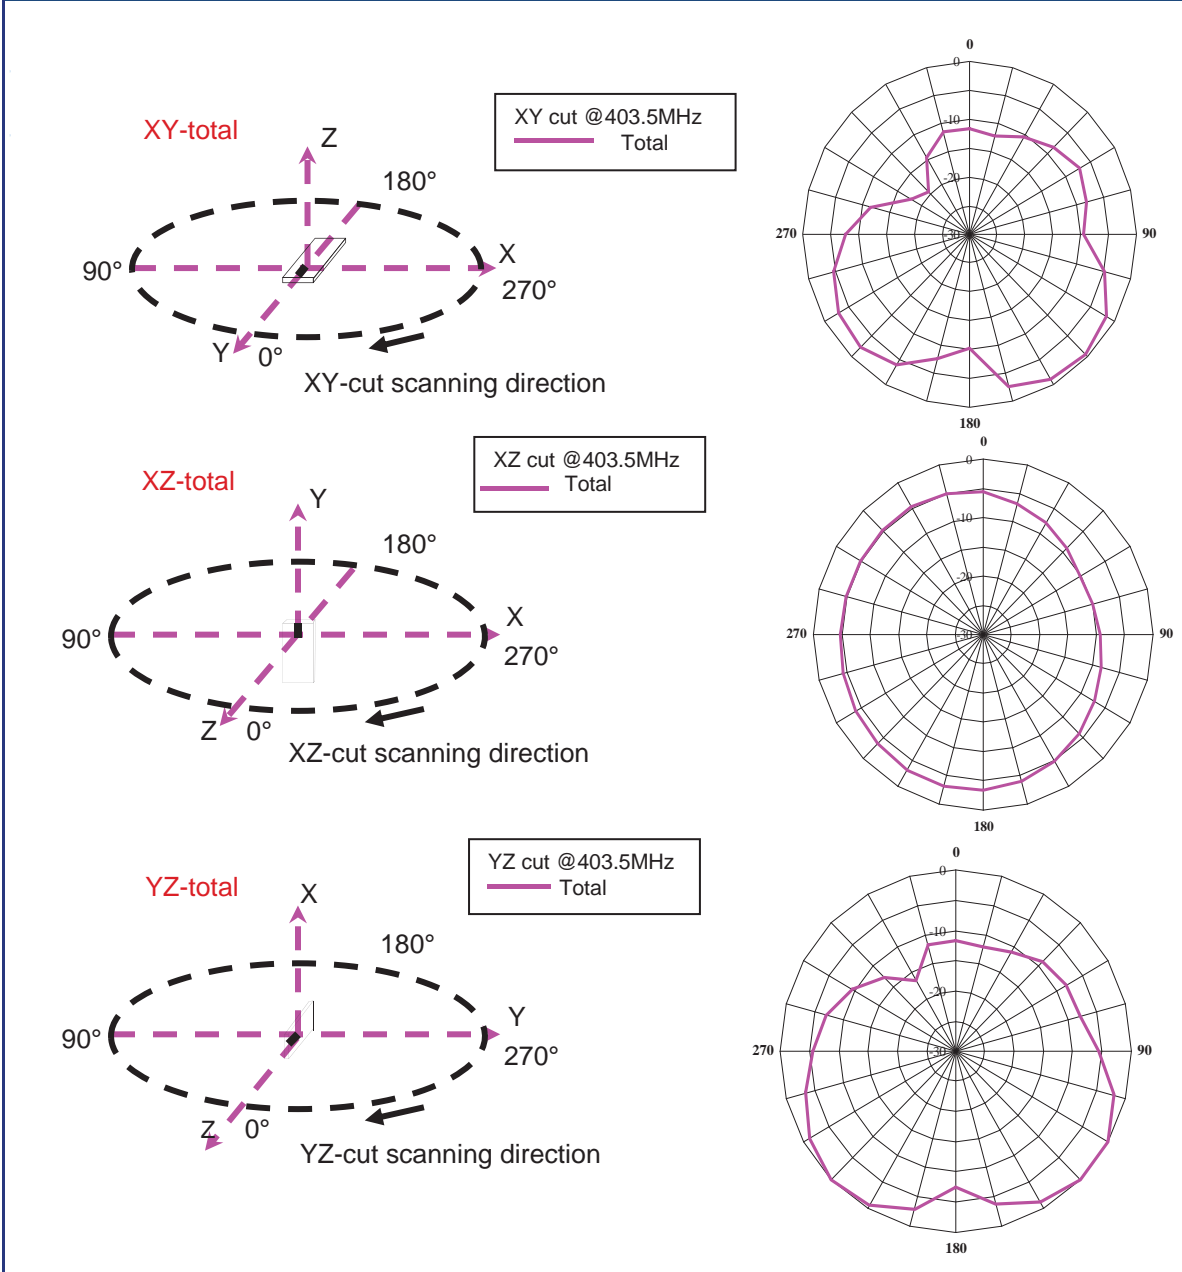 XY-total
Z
180°
90°
X
270°
Y
0°
XY-cut scanning direction
XY cut @403.5MHz
Total
0
0
-10
-20
-30
270
90
180
XZ-total
Y
180°
90°
X
270°
Z
0°
XZ-cut scanning direction
XZ cut @403.5MHz
Total
0
0
-10
-20
-30
270
90
180
YZ-total
X
180°
90°
Y
270°
Z
0°
YZ-cut scanning direction
YZ cut @403.5MHz
Total
0
0
-10
-20
-30
270
90
180